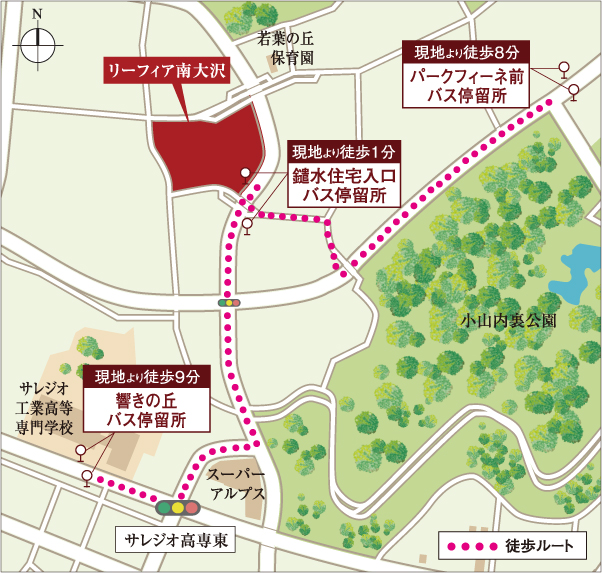 N
若葉の丘
保育園
リーフィア南大沢
現地より徒歩8分
パークフィーネ前
バス停留所
現地より徒歩1分
鑓水住宅入口
バス停留所
小山内裏公園
現地より徒歩9分
響きの丘
バス停留所
サレジオ
工業高等
専門学校
スーパー
アルプス
サレジオ高専東
徒歩ルート